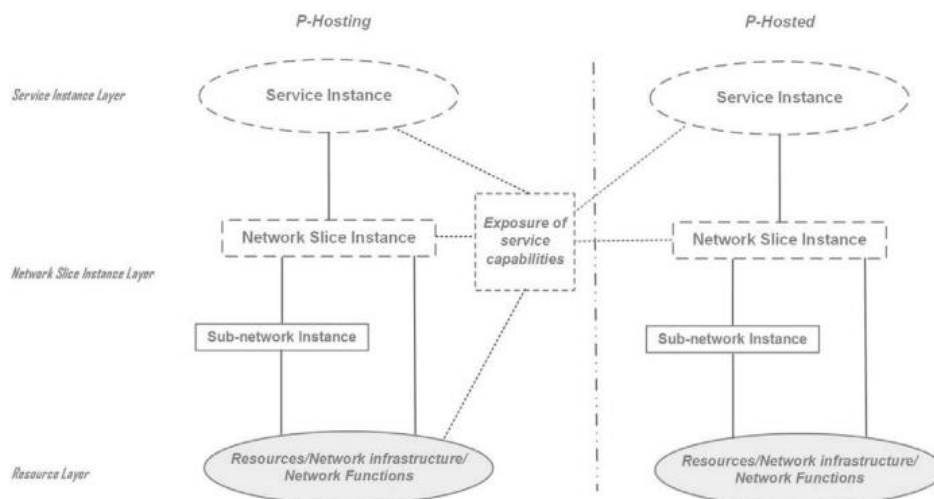 P-Hosting
P-Hosted
Service Instance Layer
Service Instance
Service Instance
Exposure of
service
capabilities
Network Slice Instance
Network Slice Instance
Network Slice Instance Layer
Sub-network Instance
Sub-network Instance
Resource Layer
Resources/Network infrastructure/
Network Functions
Resources/Network infrastructure/
Network Functions